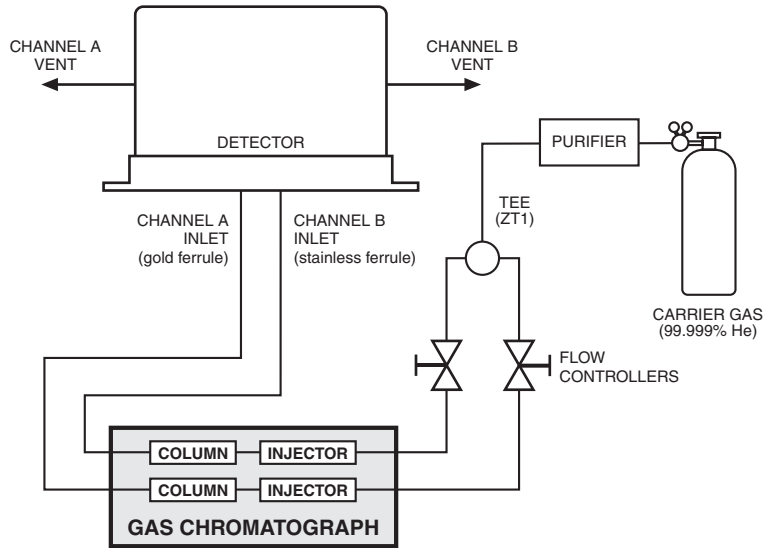 CHANNEL A
VENT
CHANNEL B
VENT
DETECTOR
PURIFIER
TEE
(ZT1)
CHANNEL A
INLET
(gold ferrule)
CHANNEL B
INLET
(stainless ferrule)
CARRIER GAS
(99.999% He)
FLOW
CONTROLLERS
COLUMN
INJECTOR
COLUMN
INJECTOR
GAS CHROMATOGRAPH